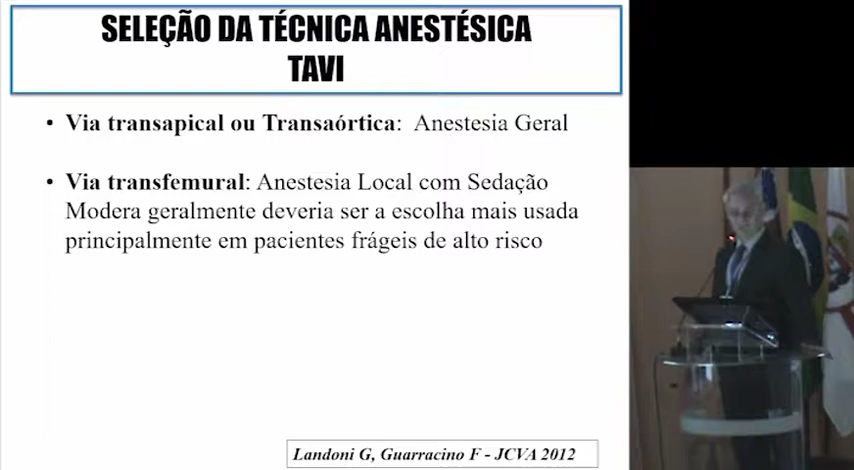 SELEÇÃO DA TÉCNICA ANESTÉSICA
TAVI
• Via transapical ou Transaórtica: Anestesia Geral
• Via transfemural: Anestesia Local com Sedação
Modera geralmente deveria ser a escolha mais usada
principalmente em pacientes frágeis de alto risco
Landoni G, Guarracino F - JCVA 2012